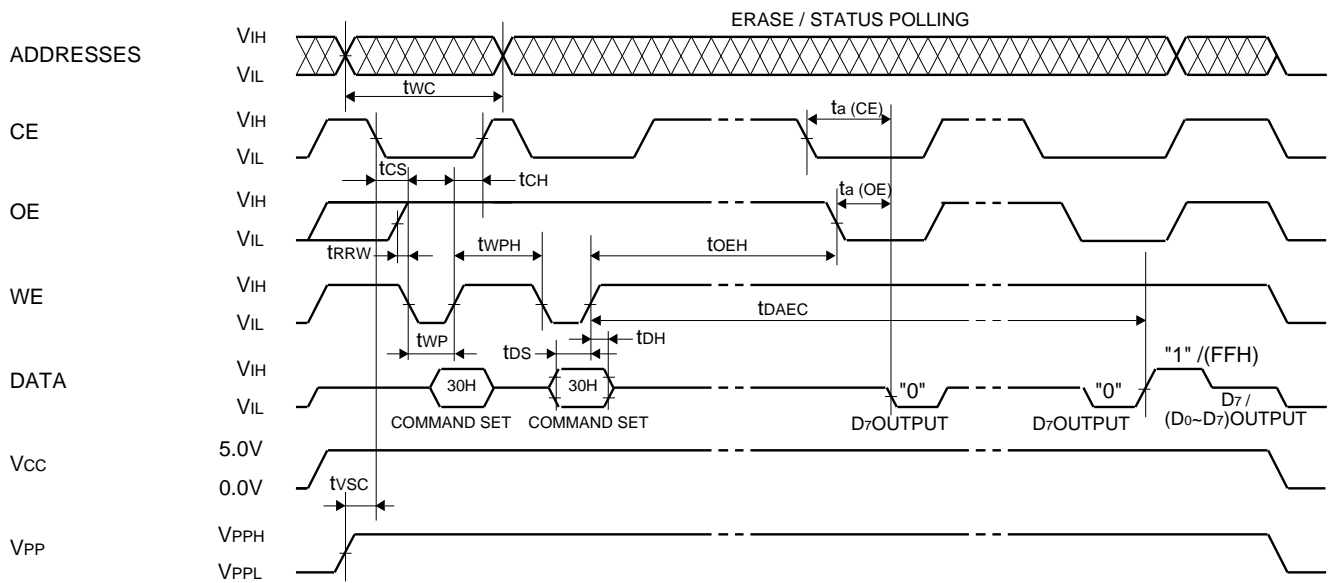 ERASE / STATUS POLLING
ADDRESSES
VIH
VIL
tWC
CE
VIH
VIL
ta (CE)
tCS
tCH
OE
VIH
VIL
ta (OE)
tRRW
tWPH
tOEH
WE
VIH
VIL
tDAEC
tWP
tDS
tDH
DATA
VIH
VIL
30H
30H
"0"
"0"
"1" /(FFH)
COMMAND SET
COMMAND SET
D7OUTPUT
D7OUTPUT
D7 /
(D0~D7)OUTPUT
VCC
5.0V
0.0V
tVSC
VPP
VPPH
VPPL